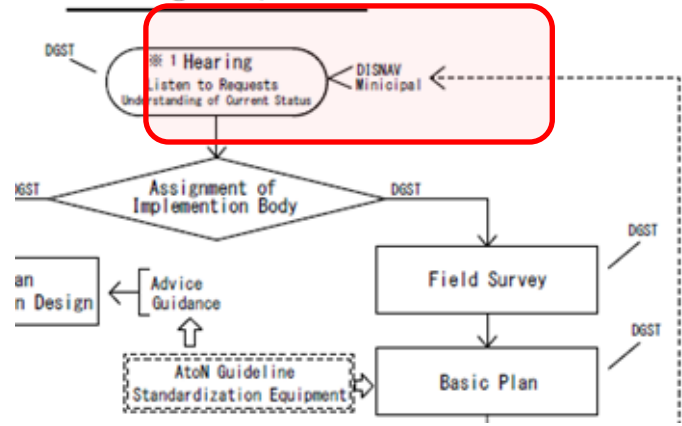 DGST
※ 1 Hearing
Listen to Requests
Understanding of Current Status
DISNAV
Minicipal
DGST
Assignment of
Implemention Body
DGST
DGST
Field Survey
an
n Design
Advice
Guidance
DGST
AtoN Guideline
Standardization Equipment
Basic Plan